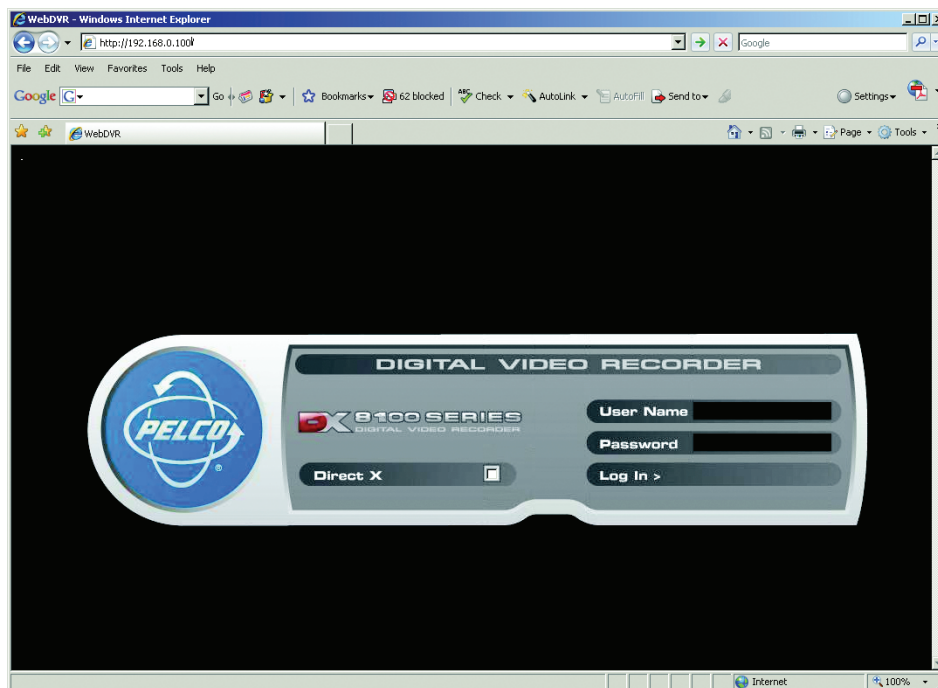 WebDVR - Windows Internet Explorer
http://192.168.0.100/
Google
File Edit View Favorites Tools Help
Google G Go Bookmarks 62 blocked ABC Check AutoLink AutoFill Send to Settings
WebDVR
Page Tools
DIGITAL VIDEO RECORDER
PELCO ®
DX 8100 SERIES
DIGITAL VIDEO RECORDER
User Name
Password
Direct X
Log In >
Internet 100%